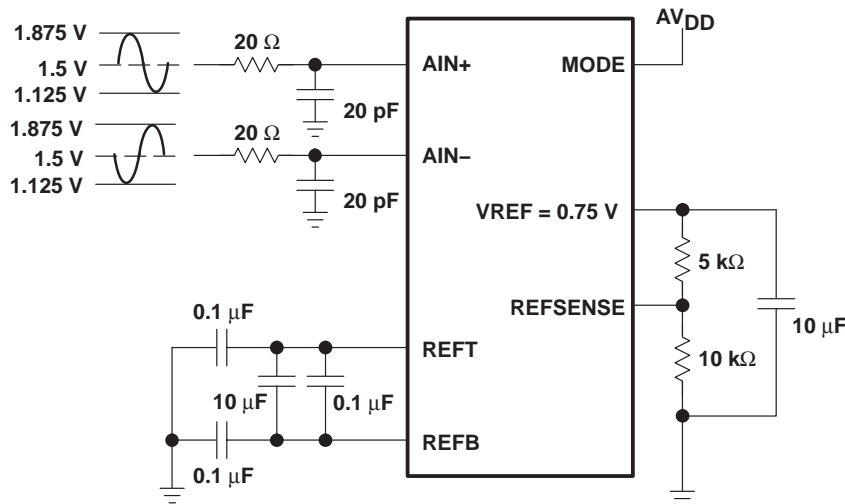 1.875 V
1.5 V
1.125 V
20 Ω
20 pF
AIN+
1.875 V
1.5 V
1.125 V
20 Ω
20 pF
AIN–
MODE
AVDD
VREF = 0.75 V
5 kΩ
REFSENSE
10 kΩ
10 μF
0.1 μF
REFT
10 μF
0.1 μF
REFB
0.1 μF